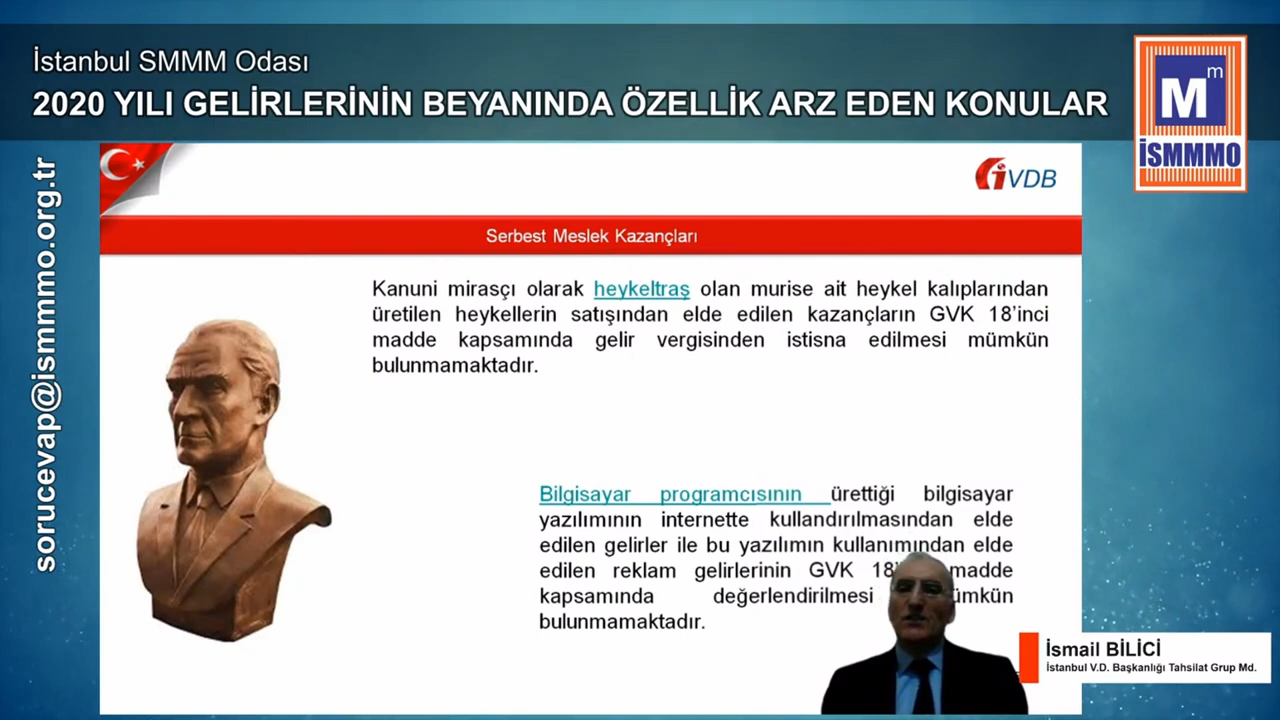 İstanbul SMMM Odası
2020 YILI GELİRLERİNİN BEYANINDA ÖZELLİK ARZ EDEN KONULAR
M m
İSMMMO
sorucevap@ismmmo.org.tr
iVDB
Serbest Meslek Kazançları
Kanuni mirasçı olarak heykeltraş olan murise ait heykel kalıplarından
üretilen heykellerin satışından elde edilen kazançların GVK 18’inci
madde kapsamında gelir vergisinden istisna edilmesi mümkün
bulunmamaktadır.
Bilgisayar programcısının ürettiği bilgisayar
yazılımının internette kullandırılmasından elde
edilen gelirler ile bu yazılımın kullanımından elde
edilen reklam gelirlerinin GVK madde
kapsamında değerlendirilmesi
bulunmamaktadır.
İsmail BİLİCİ
İstanbul V.D. Başkanlığı Tahsilat Grup Md.